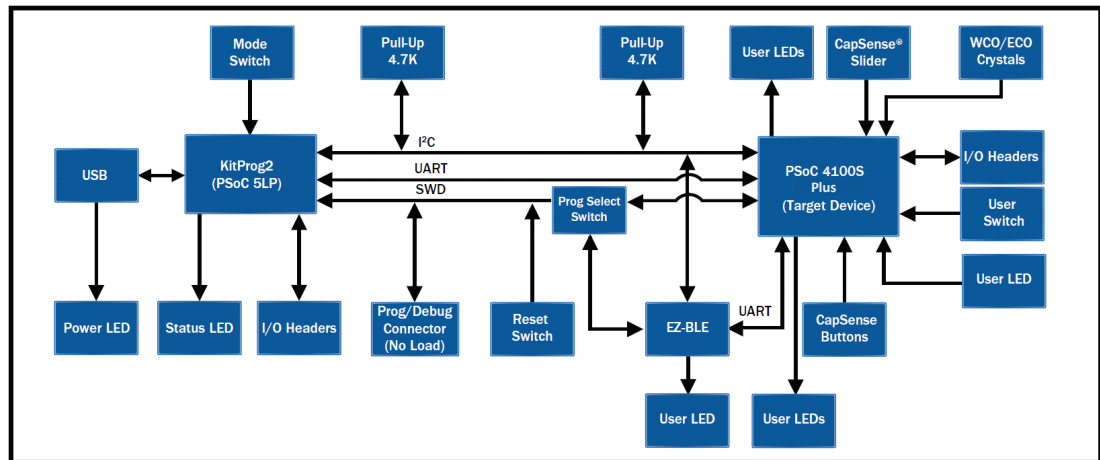 Mode
Switch
Pull-Up
4.7K
Pull-Up
4.7K
User LEDs
CapSense®
Slider
WCO/ECO
Crystals
I²C
USB
KitProg2
(PSoC 5LP)
UART
SWD
Prog Select
Switch
PSoC 4100S
Plus
(Target Device)
I/O Headers
User
Switch
User LED
Power LED
Status LED
I/O Headers
Prog/Debug
Connector
(No Load)
Reset
Switch
EZ-BLE
UART
CapSense
Buttons
User LED
User LEDs